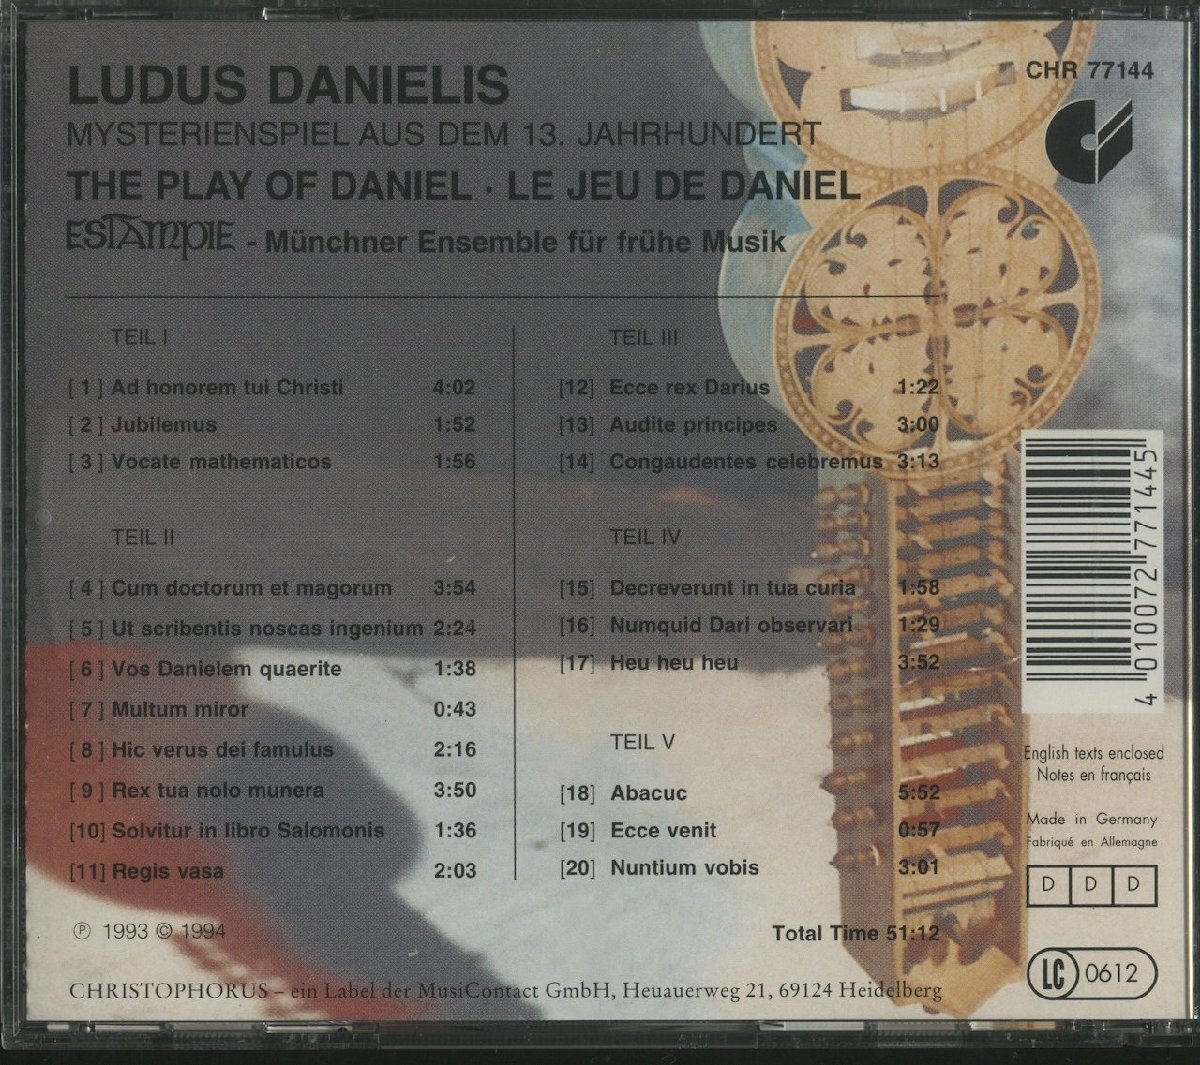 LUDUS DANIELIS
MYSTERIENSPIEL AUS DEM 13. JAHRHUNDERT
THE PLAY OF DANIEL · LE JEU DE DANIEL
ESTAMPIE - Münchner Ensemble für frühe Musik
CHR 77144
TEIL I
[ 1 ] Ad honorem tui Christi 4:02
[ 2 ] Jubilemus 1:52
[ 3 ] Vocate mathematicos 1:56
TEIL II
[ 4 ] Cum doctorum et magorum 3:54
[ 5 ] Ut scribentis noscas ingenium 2:24
[ 6 ] Vos Danielem quaerite 1:38
[ 7 ] Multum miror 0:43
[ 8 ] Hic verus dei famulus 2:16
[ 9 ] Rex tua nolo munera 3:50
[10] Solvitur in libro Salomonis 1:36
[11] Regis vasa 2:03
TEIL III
[12] Ecce rex Darius 1:22
[13] Audite principes 3:00
[14] Congaudentes celebremus 3:13
TEIL IV
[15] Decreverunt in tua curia 1:58
[16] Numquid Dari observari 1:29
[17] Heu heu heu 3:52
TEIL V
[18] Abacuc 5:52
[19] Ecce venit 0:57
[20] Nuntium vobis 3:01
Total Time 51:12
℗ 1993 © 1994
CHRISTOPHORUS – ein Label der MusiContact GmbH, Heuauerweg 21, 69124 Heidelberg
4 010072 771445
English texts enclosed
Notes en français
Made in Germany
Fabriqué en Allemagne
D D D
LC 0612